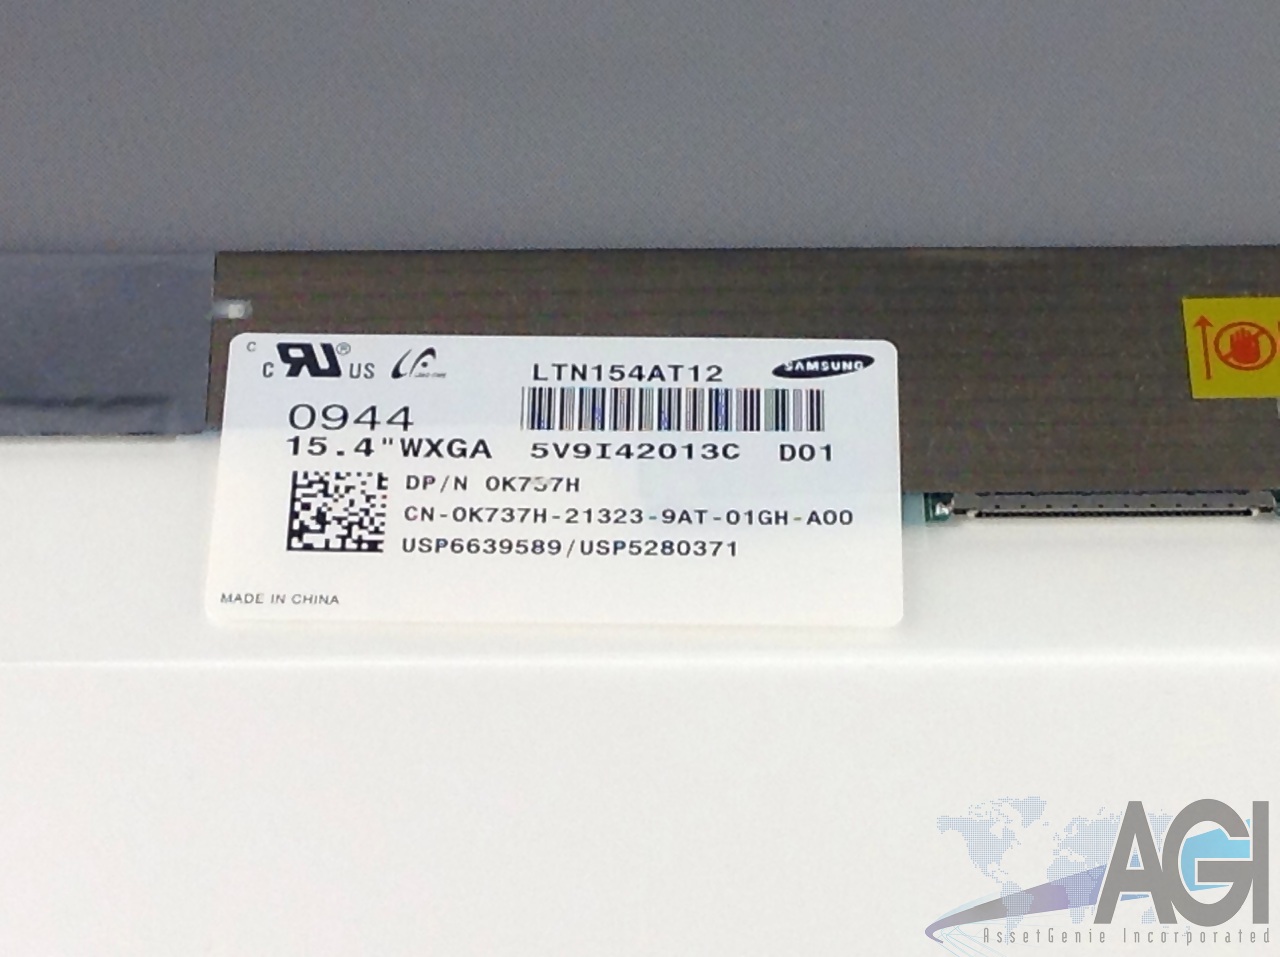 C
C UR® US
LTN154AT12
SAMSUNG
0944
15.4"WXGA
5V9I42013C D01
DP/N 0K737H
CN-0K737H-21323-9AT-01GH-A00
USP6639589/USP5280371
MADE IN CHINA
AGI
AssetGenie Incorporated